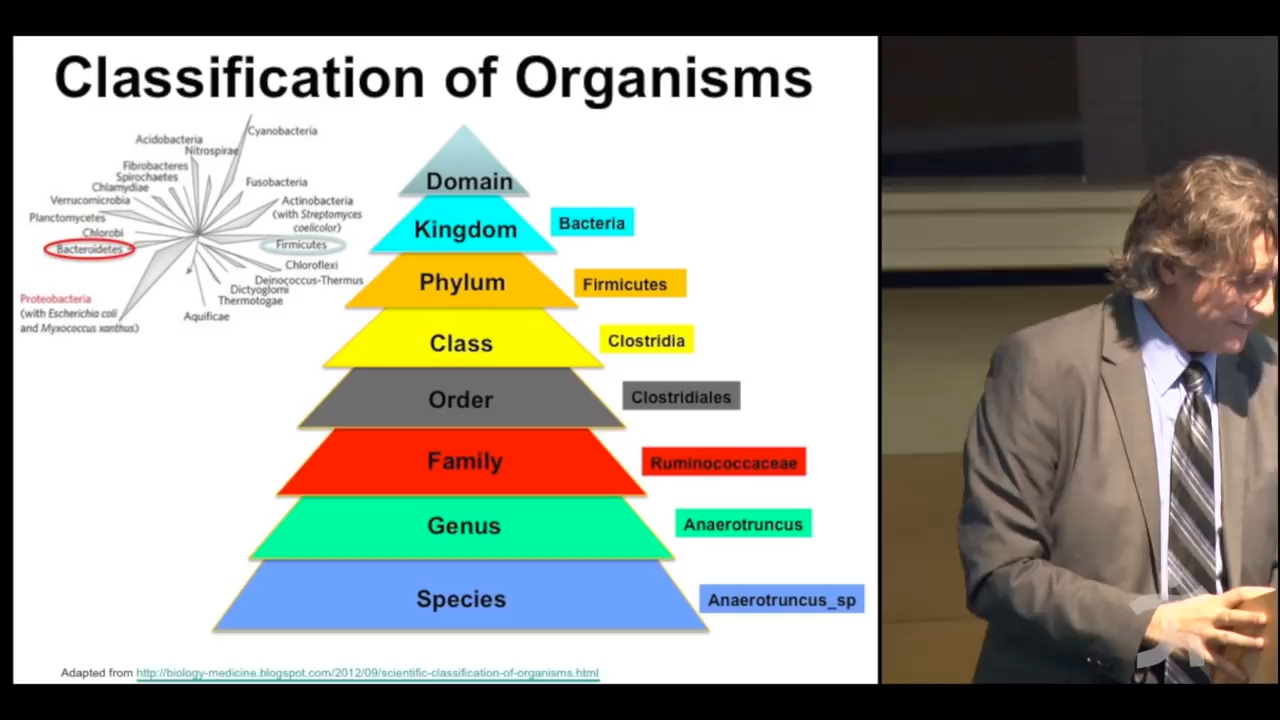 Classification of Organisms
Cyanobacteria
Acidobacteria
Nitrospirae
Fibrobacteres
Spirochaetes
Chlamydiae
Fusobacteria
Verrucomicrobia
Actinobacteria
(with Streptomyces
coelicolor)
Planctomycetes
Chlorobi
Bacteroidetes
Firmicutes
Chloroflexi
Deinococcus-Thermus
Dictyoglomi
Thermotogae
Aquificae
Proteobacteria
(with Escherichia coli
and Myxococcus xanthus)
Domain
Kingdom
Bacteria
Phylum
Firmicutes
Class
Clostridia
Order
Clostridiales
Family
Ruminococcaceae
Genus
Anaerotruncus
Species
Anaerotruncus_sp
Adapted from http://biology-medicine.blogspot.com/2012/09/scientific-classification-of-organisms.html